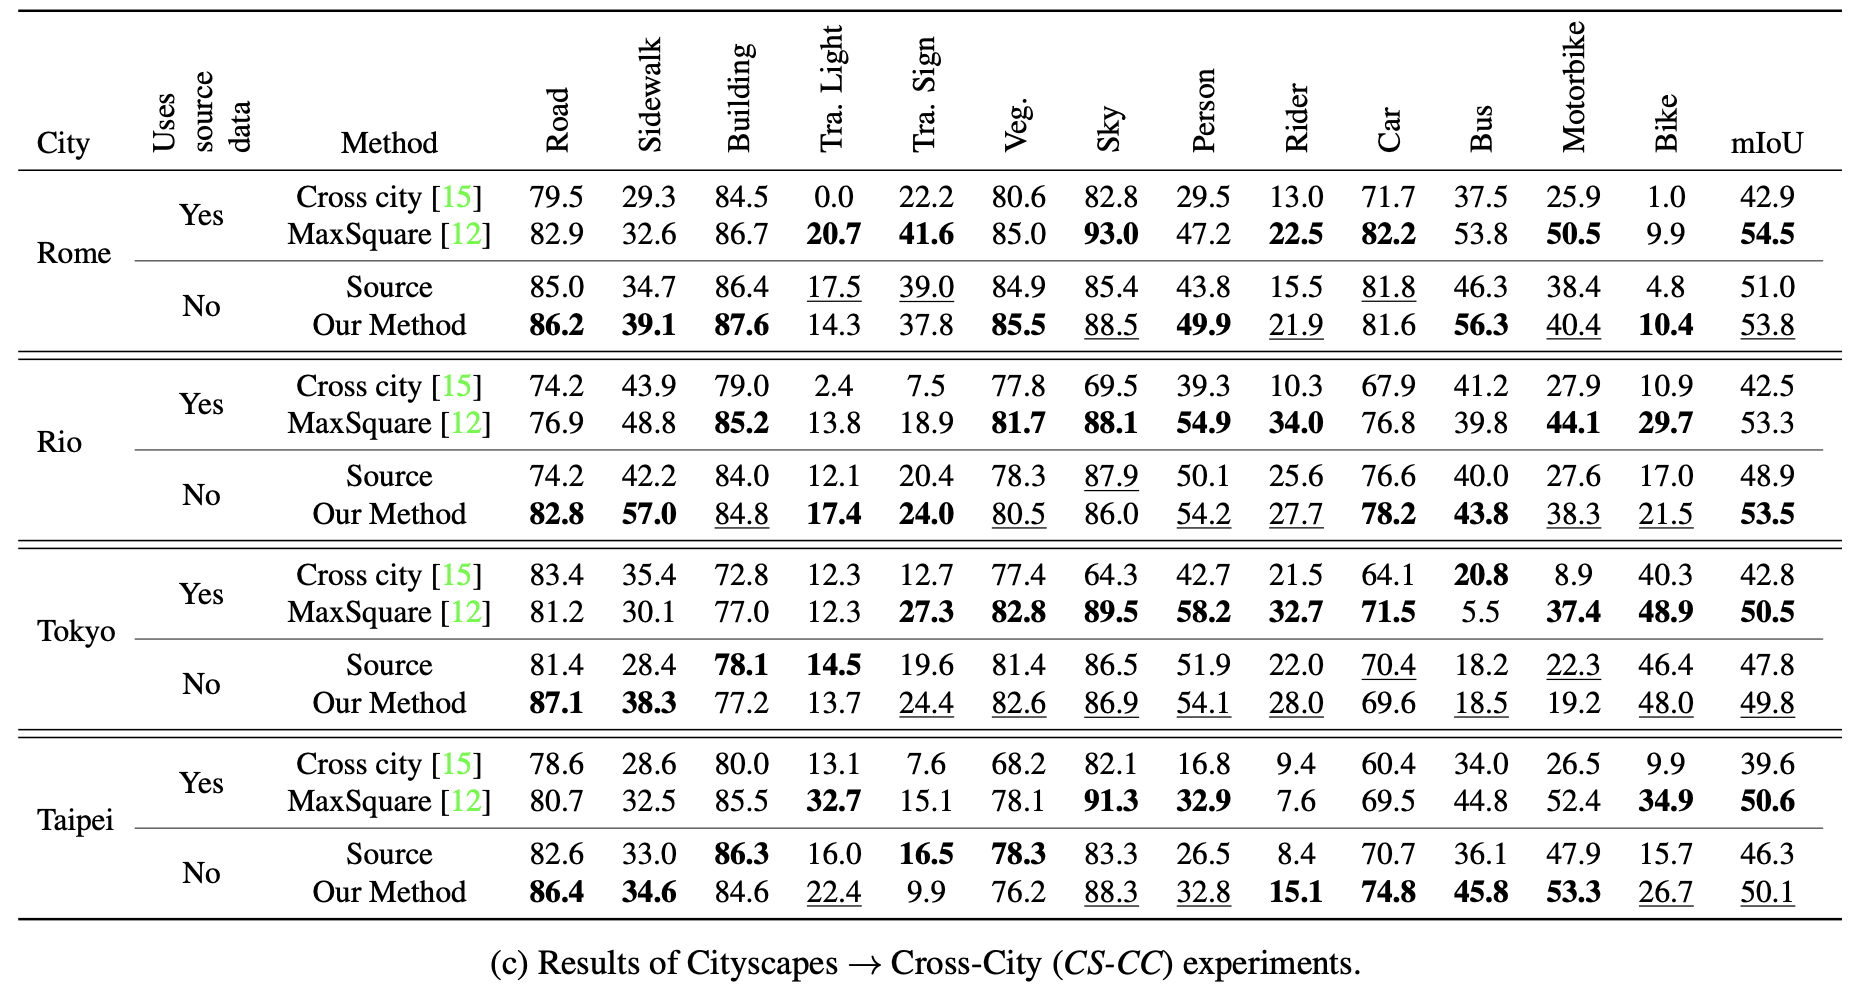 City Uses source data Method Road Sidewalk Building Tra. Light Tra. Sign Veg. Sky Person Rider Car Bus Motorbike Bike mIoU
Rome Yes Cross city [15] 79.5 29.3 84.5 0.0 22.2 80.6 82.8 29.5 13.0 71.7 37.5 25.9 1.0 42.9
MaxSquare [12] 82.9 32.6 86.7 20.7 41.6 85.0 93.0 47.2 22.5 82.2 53.8 50.5 9.9 54.5
No Source 85.0 34.7 86.4 17.5 39.0 84.9 85.4 43.8 15.5 81.8 46.3 38.4 4.8 51.0
Our Method 86.2 39.1 87.6 14.3 37.8 85.5 88.5 49.9 21.9 81.6 56.3 40.4 10.4 53.8
Rio Yes Cross city [15] 74.2 43.9 79.0 2.4 7.5 77.8 69.5 39.3 10.3 67.9 41.2 27.9 10.9 42.5
MaxSquare [12] 76.9 48.8 85.2 13.8 18.9 81.7 88.1 54.9 34.0 76.8 39.8 44.1 29.7 53.3
No Source 74.2 42.2 84.0 12.1 20.4 78.3 87.9 50.1 25.6 76.6 40.0 27.6 17.0 48.9
Our Method 82.8 57.0 84.8 17.4 24.0 80.5 86.0 54.2 27.7 78.2 43.8 38.3 21.5 53.5
Tokyo Yes Cross city [15] 83.4 35.4 72.8 12.3 12.7 77.4 64.3 42.7 21.5 64.1 20.8 8.9 40.3 42.8
MaxSquare [12] 81.2 30.1 77.0 12.3 27.3 82.8 89.5 58.2 32.7 71.5 5.5 37.4 48.9 50.5
No Source 81.4 28.4 78.1 14.5 19.6 81.4 86.5 51.9 22.0 70.4 18.2 22.3 46.4 47.8
Our Method 87.1 38.3 77.2 13.7 24.4 82.6 86.9 54.1 28.0 69.6 18.5 19.2 48.0 49.8
Taipei Yes Cross city [15] 78.6 28.6 80.0 13.1 7.6 68.2 82.1 16.8 9.4 60.4 34.0 26.5 9.9 39.6
MaxSquare [12] 80.7 32.5 85.5 32.7 15.1 78.1 91.3 32.9 7.6 69.5 44.8 52.4 34.9 50.6
No Source 82.6 33.0 86.3 16.0 16.5 78.3 83.3 26.5 8.4 70.7 36.1 47.9 15.7 46.3
Our Method 86.4 34.6 84.6 22.4 9.9 76.2 88.3 32.8 15.1 74.8 45.8 53.3 26.7 50.1
(c) Results of Cityscapes → Cross-City (CS-CC) experiments.